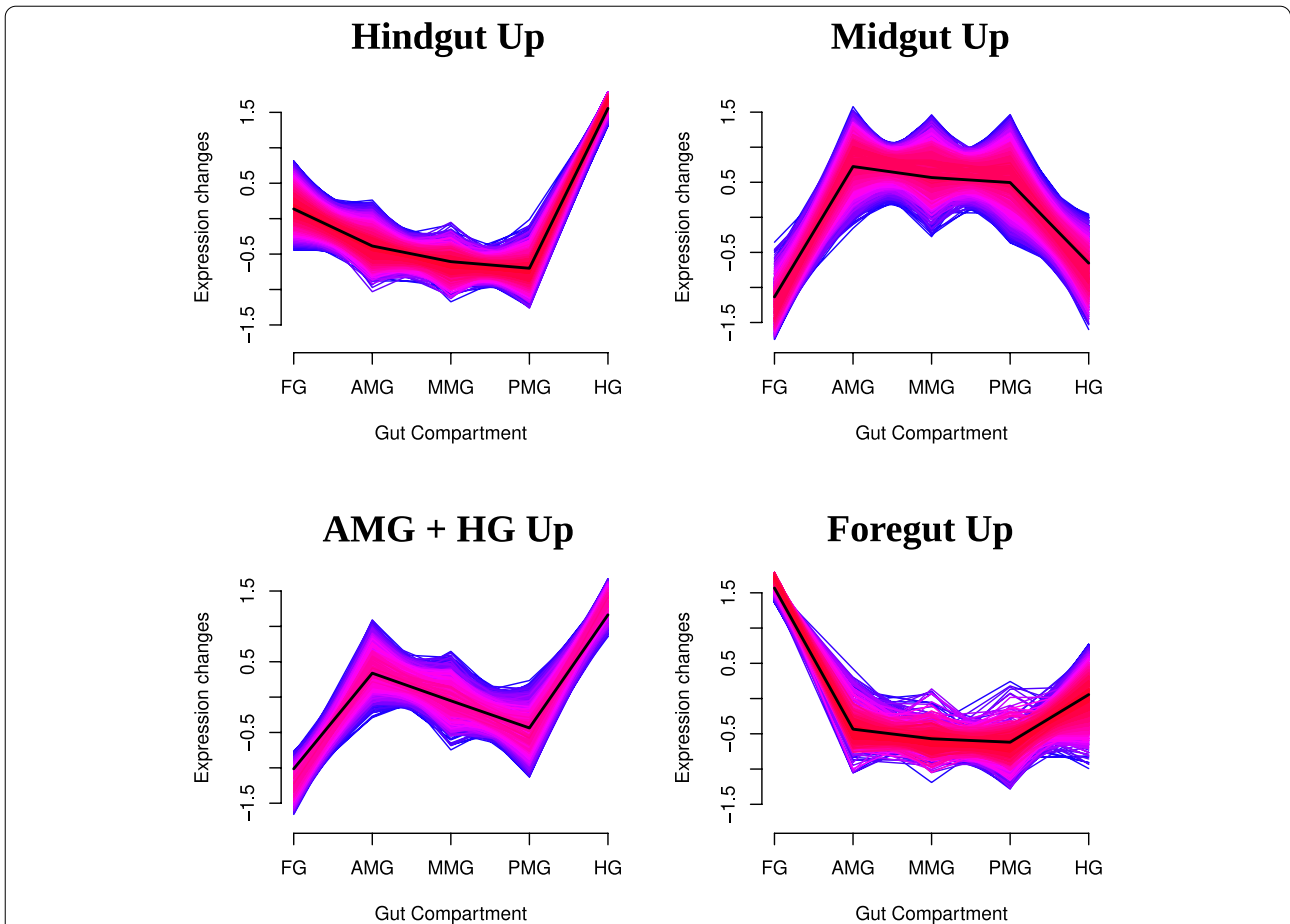 Hindgut Up
Expression changes
1.5
0.5
−0.5
−1.5
FG AMG MMG PMG HG
Gut Compartment
Midgut Up
Expression changes
1.5
0.5
−0.5
−1.5
FG AMG MMG PMG HG
Gut Compartment
AMG + HG Up
Expression changes
1.5
0.5
−0.5
−1.5
FG AMG MMG PMG HG
Gut Compartment
Foregut Up
Expression changes
1.5
0.5
−0.5
−1.5
FG AMG MMG PMG HG
Gut Compartment